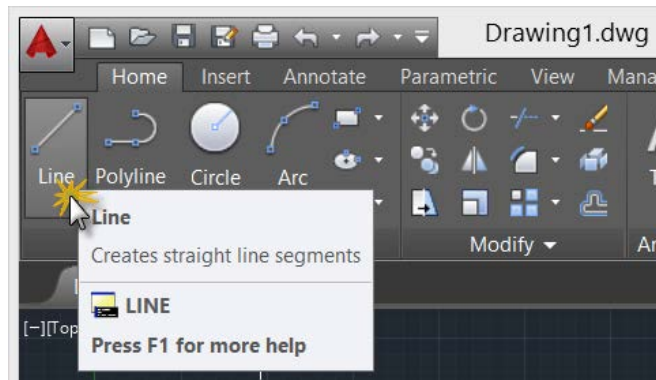 Drawing1.dwg
Home Insert Annotate Parametric View Mana
Line Polyline Circle Arc
Modify
Line
Creates straight line segments
LINE
Press F1 for more help
[-][Top